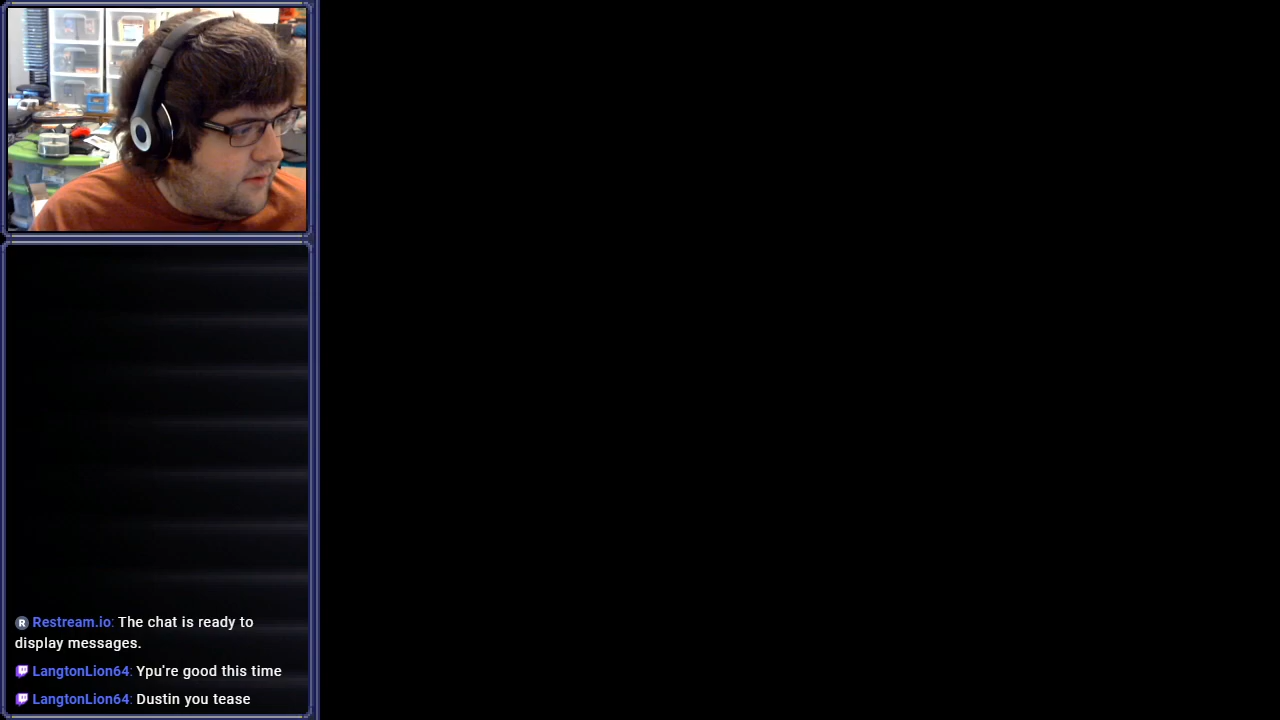 Restream.io: The chat is ready to
display messages.
LangtonLion64: Ypu're good this time
LangtonLion64: Dustin you tease